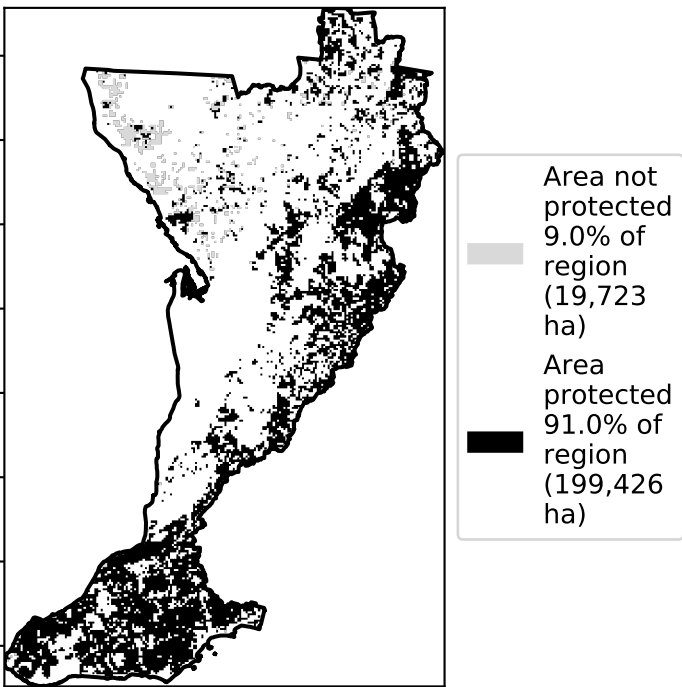 Area not
protected
9.0% of
region
(19,723
ha)
Area
protected
91.0% of
region
(199,426
ha)